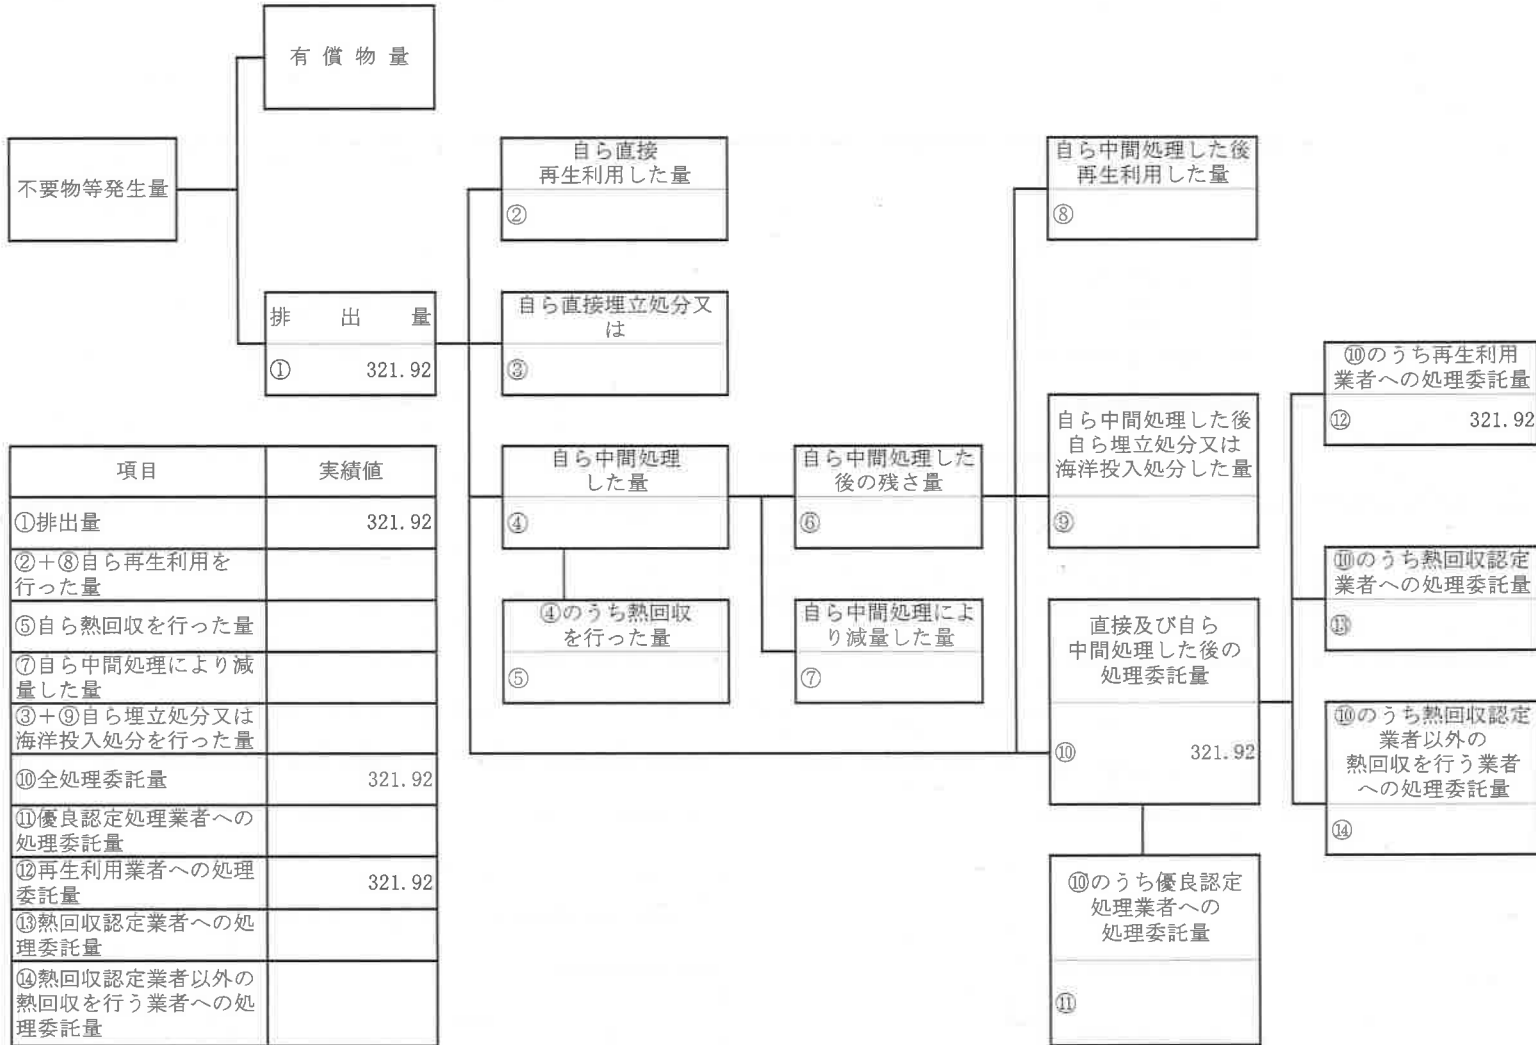 有償物量
不要物等発生量
排出量
① 321.92
自ら直接
再生利用した量
②
自ら直接埋立処分又
は
③
自ら中間処理
した量
④
④のうち熱回収
を行った量
⑤
自ら中間処理した
後の残さ量
⑥
自ら中間処理によ
り減量した量
⑦
自ら中間処理した後
再生利用した量
⑧
自ら中間処理した後
自ら埋立処分又は
海洋投入処分した量
⑨
直接及び自ら
中間処理した後の
処理委託量
⑩ 321.92
⑩のうち優良認定
処理業者への
処理委託量
⑪
⑩のうち再生利用
業者への処理委託量
⑫ 321.92
⑩のうち熱回収認定
業者への処理委託量
⑬
⑩のうち熱回収認定
業者以外の
熱回収を行う業者
への処理委託量
⑭
項目 実績値
①排出量 321.92
②+⑧自ら再生利用を
行った量
⑤自ら熱回収を行った量
⑦自ら中間処理により減
量した量
③+⑨自ら埋立処分又は
海洋投入処分を行った量
⑩全処理委託量 321.92
⑪優良認定処理業者への
処理委託量
⑫再生利用業者への処理
委託量 321.92
⑬熱回収認定業者への処
理委託量
⑭熱回収認定業者以外の
熱回収を行う業者への処
理委託量